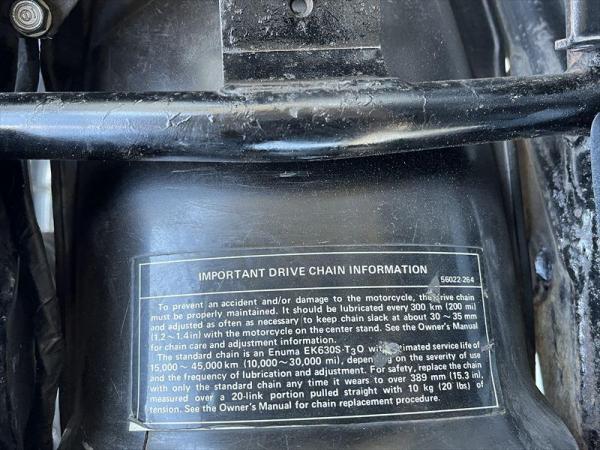 IMPORTANT DRIVE CHAIN INFORMATION
56022-264
To prevent an accident and/or damage to the motorcycle, the drive chain
must be properly maintained. It should be lubricated every 300 km (200 mi)
and adjusted as often as necessary to keep chain slack at about 30～35 mm
(1.2～1.4 in) with the motorcycle on the center stand. See the Owner's Manual
for chain care and adjustment information.
The standard chain is an Enuma EK630S-T3O with estimated service life of
15,000～45,000 km (10,000～30,000 mi), depending on the severity of use
and the frequency of lubrication and adjustment. For safety, replace the chain
with only the standard chain any time it wears to over 389 mm (15.3 in),
measured over a 20-link portion pulled straight with 10 kg (20 lbs) of
tension. See the Owner's Manual for chain replacement procedure.